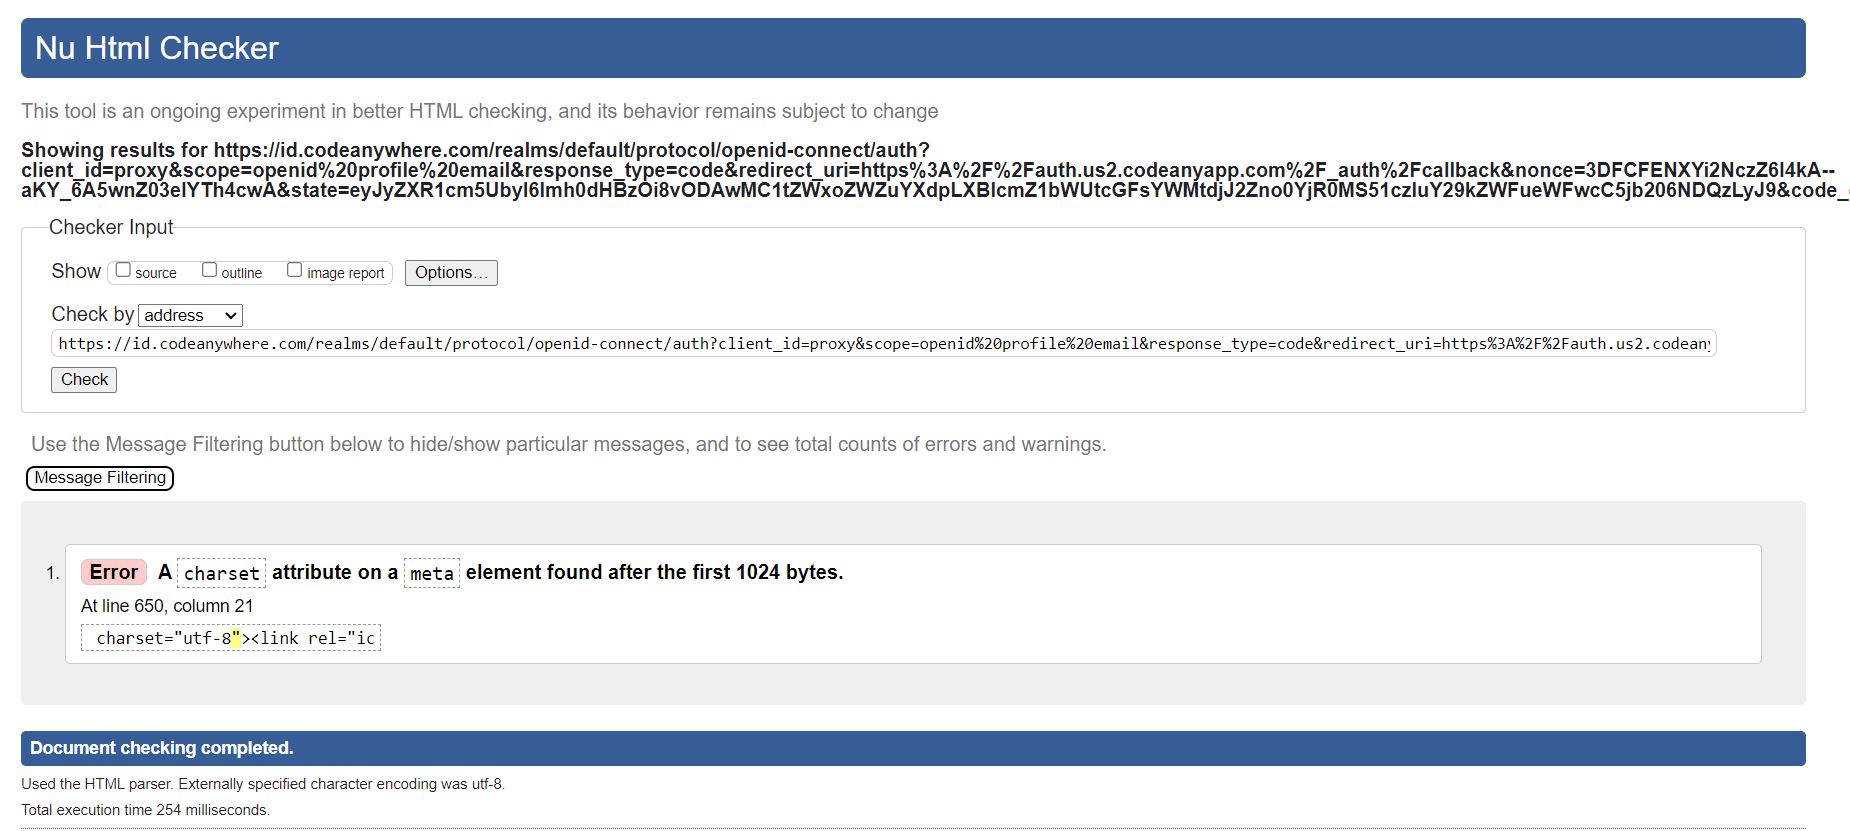 Nu Html Checker
This tool is an ongoing experiment in better HTML checking, and its behavior remains subject to change
Showing results for https://id.codeanywhere.com/realms/default/protocol/openid-connect/auth?
client_id=proxy&scope=openid%20profile%20email&response_type=code&redirect_uri=https%3A%2F%2Fauth.us2.codeanyapp.com%2F_auth%2Fcallback&nonce=3DFCFENXYi2NczZ6I4kA--
Checker Input
Show source outline image report Options...
Check by address
https://id.codeanywhere.com/realms/default/protocol/openid-connect/auth?client_id=proxy&scope=openid%20profile%20email&response_type=code&redirect_uri=https%3A%2F%2Fauth.us2.codeany
Check
Use the Message Filtering button below to hide/show particular messages, and to see total counts of errors and warnings.
Message Filtering
1. Error A charset attribute on a meta element found after the first 1024 bytes.
At line 650, column 21
charset="utf-8"><link rel="ic
Document checking completed.
Used the HTML parser. Externally specified character encoding was utf-8.
Total execution time 254 milliseconds.